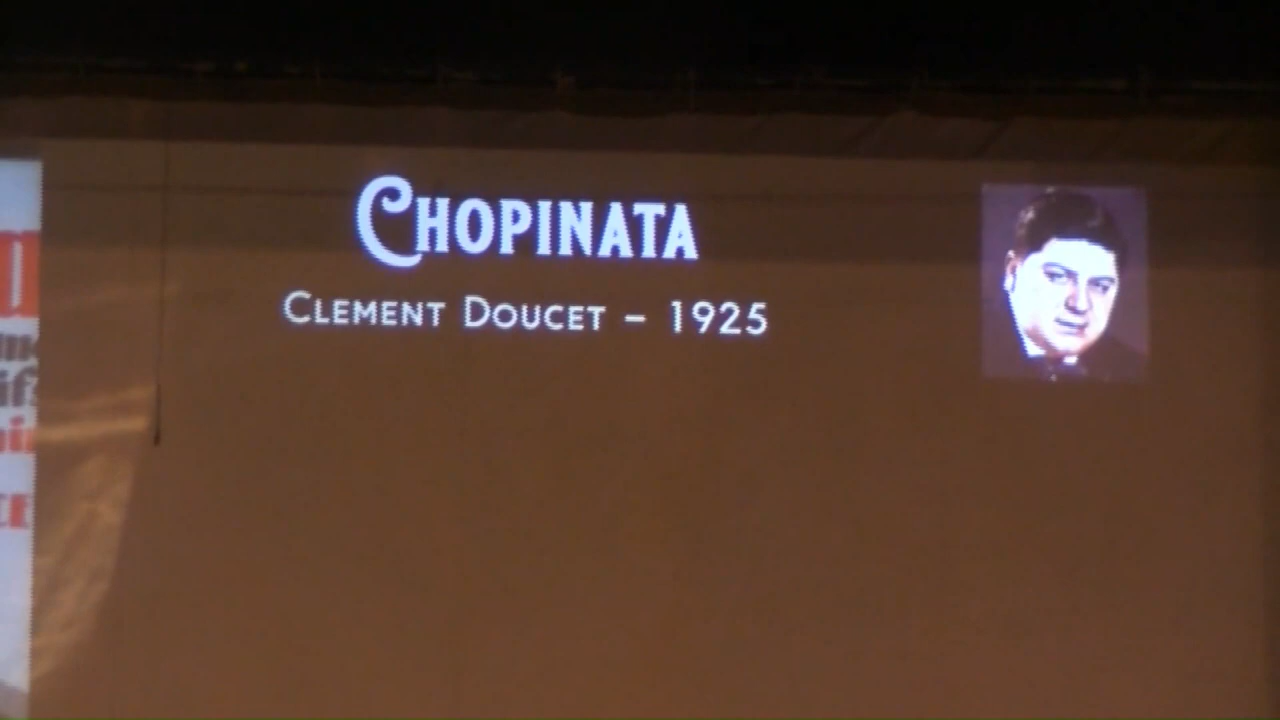 CHOPINATA
CLEMENT DOUCET – 1925